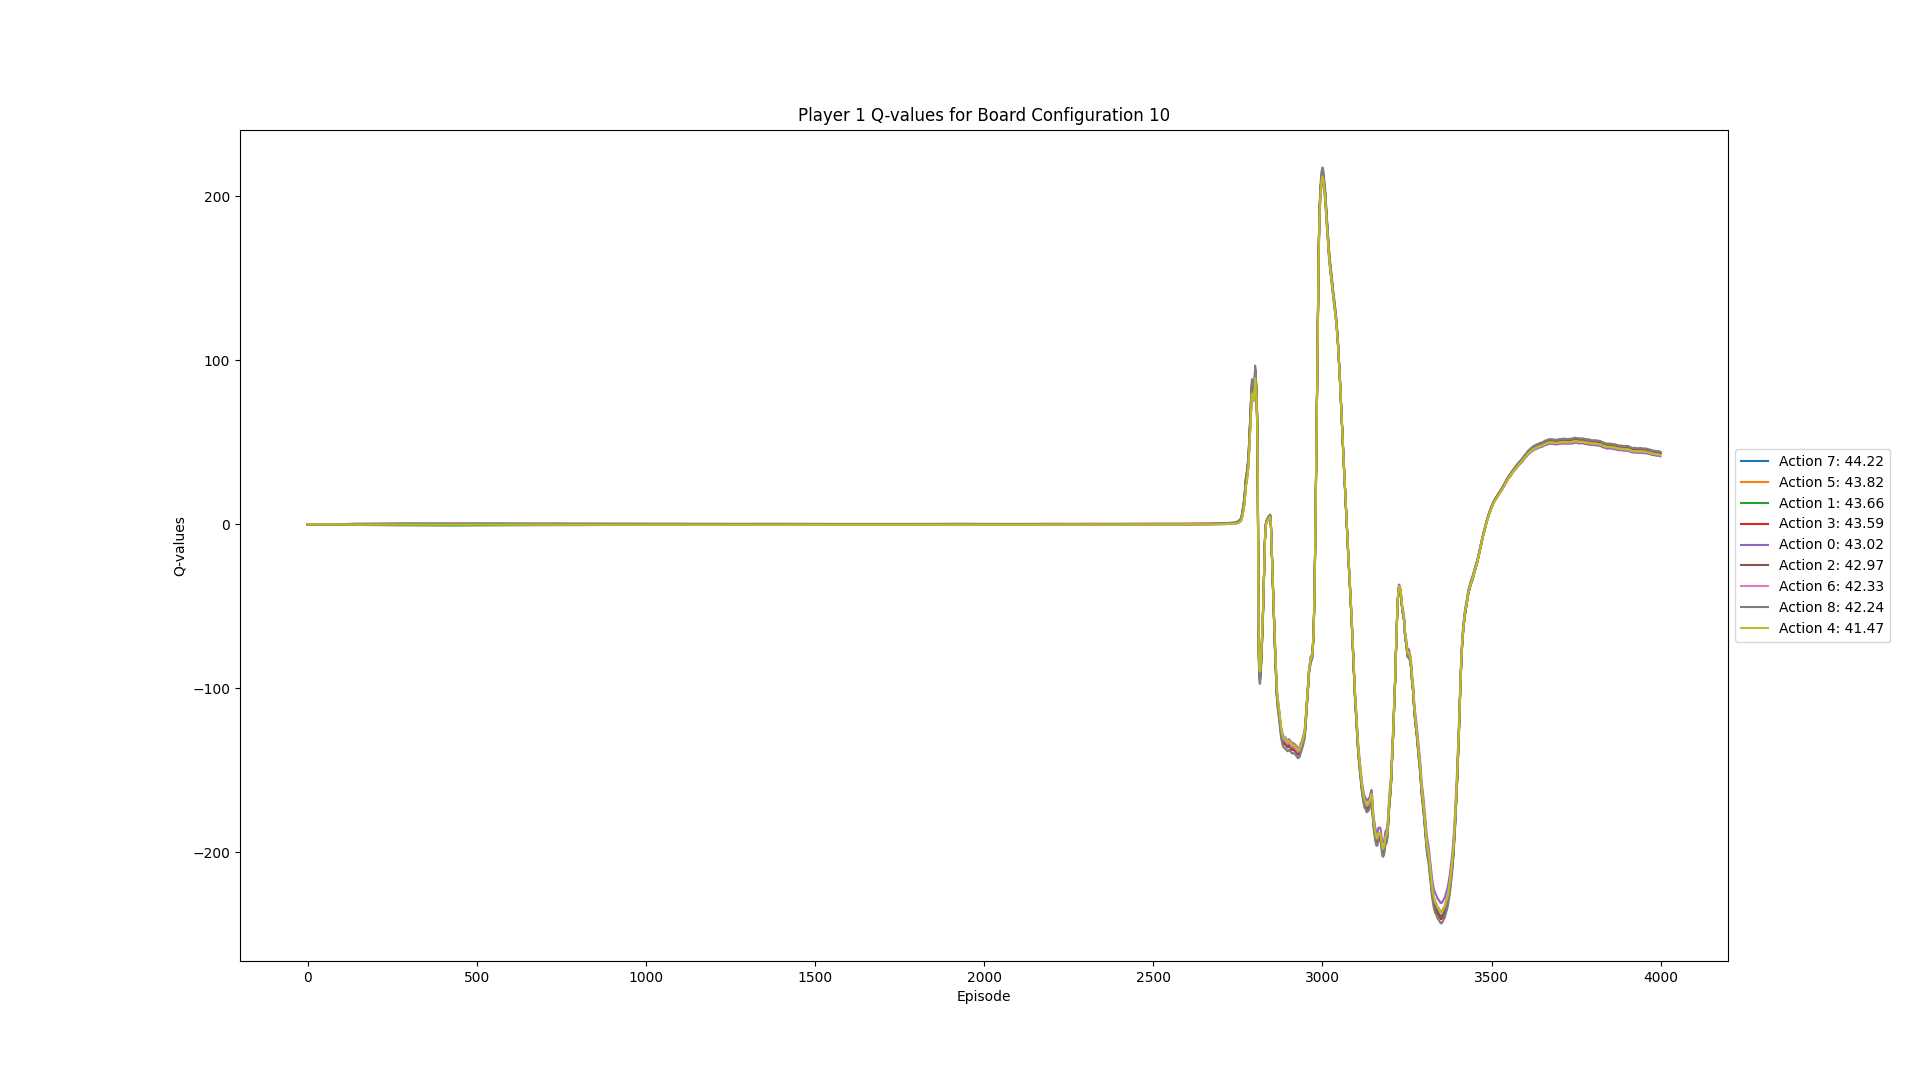 Player 1 Q-values for Board Configuration 10
200
100
0
−100
−200
Q-values
0 500 1000 1500 2000 2500 3000 3500 4000
Episode
Action 7: 44.22
Action 5: 43.82
Action 1: 43.66
Action 3: 43.59
Action 0: 43.02
Action 2: 42.97
Action 6: 42.33
Action 8: 42.24
Action 4: 41.47